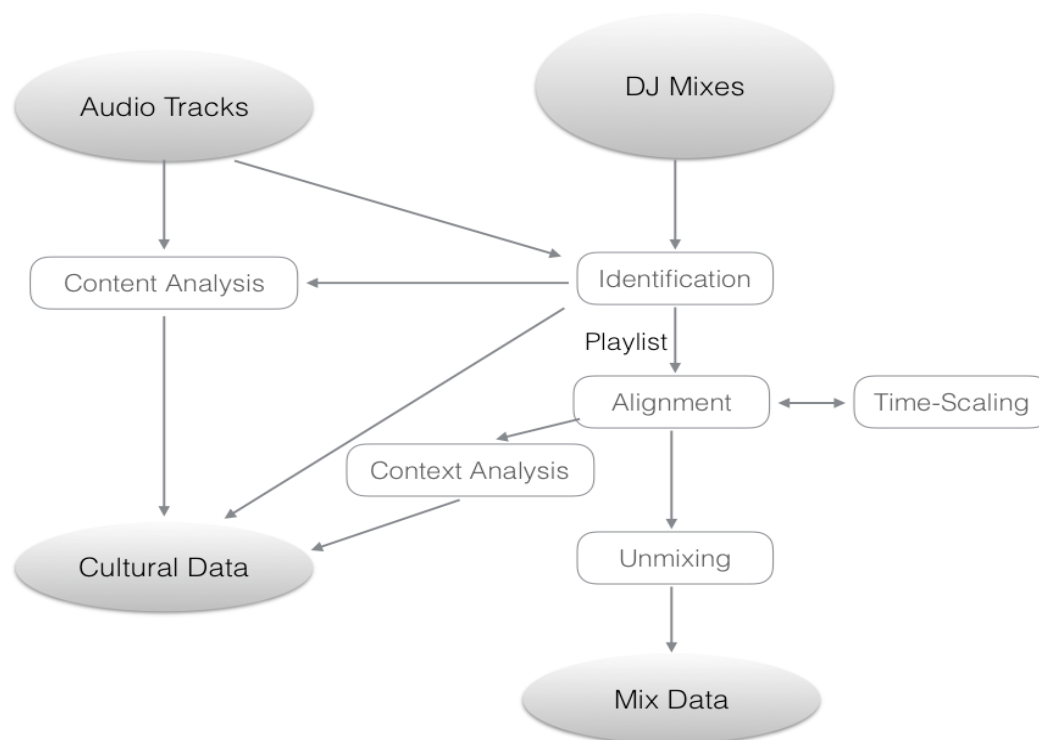 DJ Mixes
Audio Tracks
Content Analysis
Identification
Playlist
Alignment
Time-Scaling
Context Analysis
Unmixing
Cultural Data
Mix Data